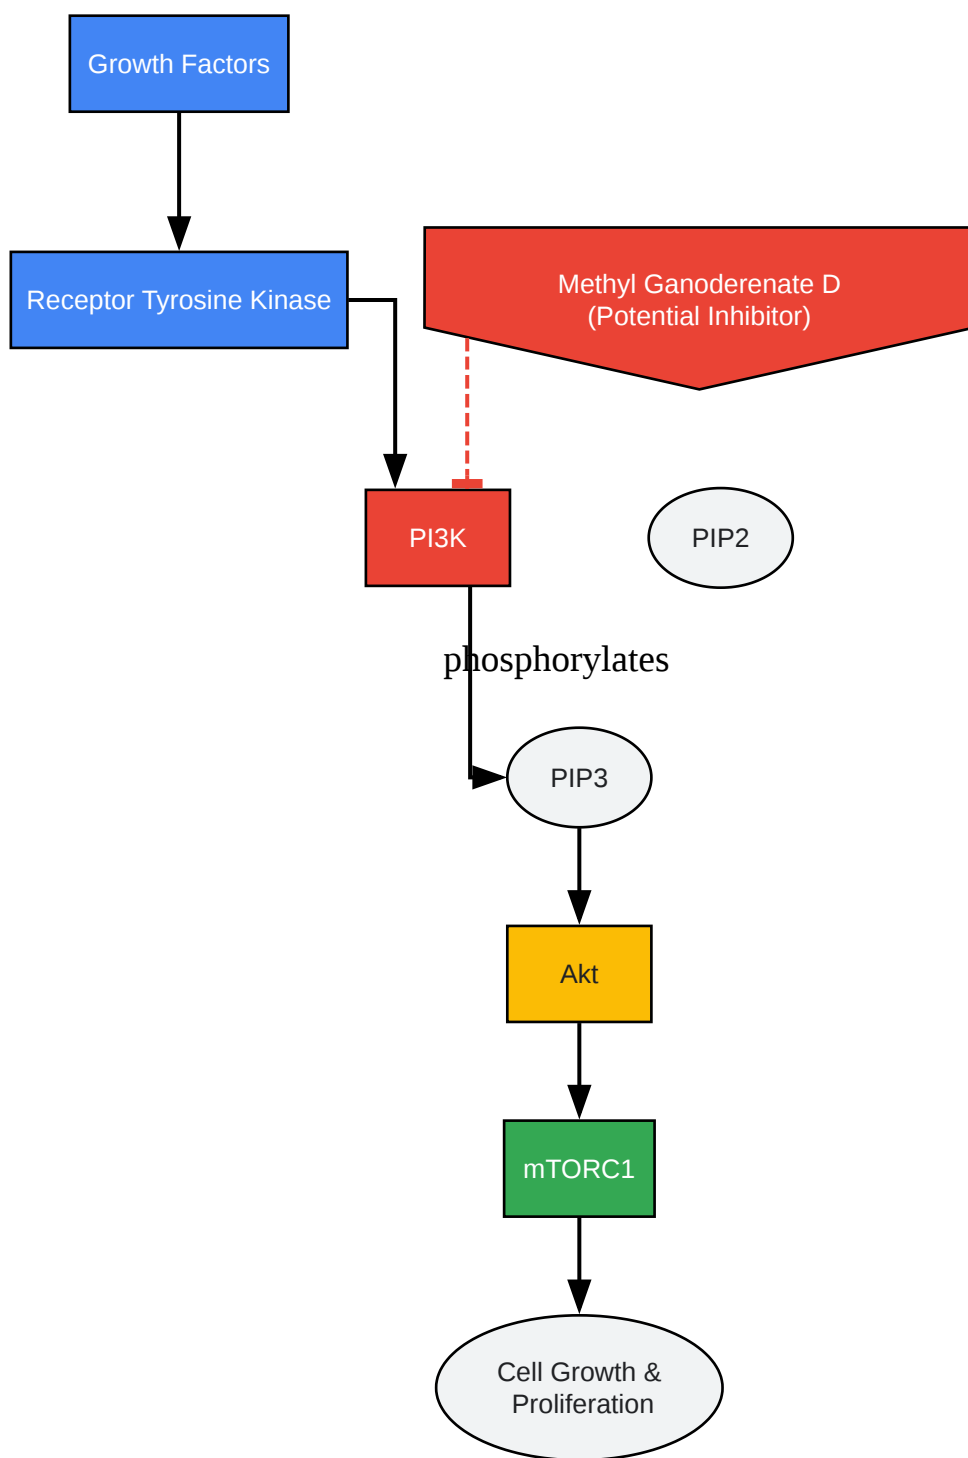 Growth Factors
Receptor Tyrosine Kinase
Methyl Ganoderenate D
(Potential Inhibitor)
PI3K
PIP2
phosphorylates
PIP3
Akt
mTORC1
Cell Growth &
Proliferation